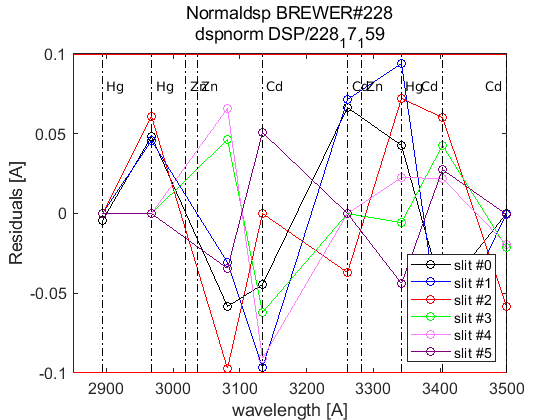 Normaldsp BREWER#228
dspnorm DSP/228_17_159
0.1
Hg Hg Zn Zn Cd Cd Zn Hg Cd Cd
0.05
0
-0.05
-0.1
Residuals [A]
slit #0
slit #1
slit #2
slit #3
slit #4
slit #5
2900 3000 3100 3200 3300 3400 3500
wavelength [A]